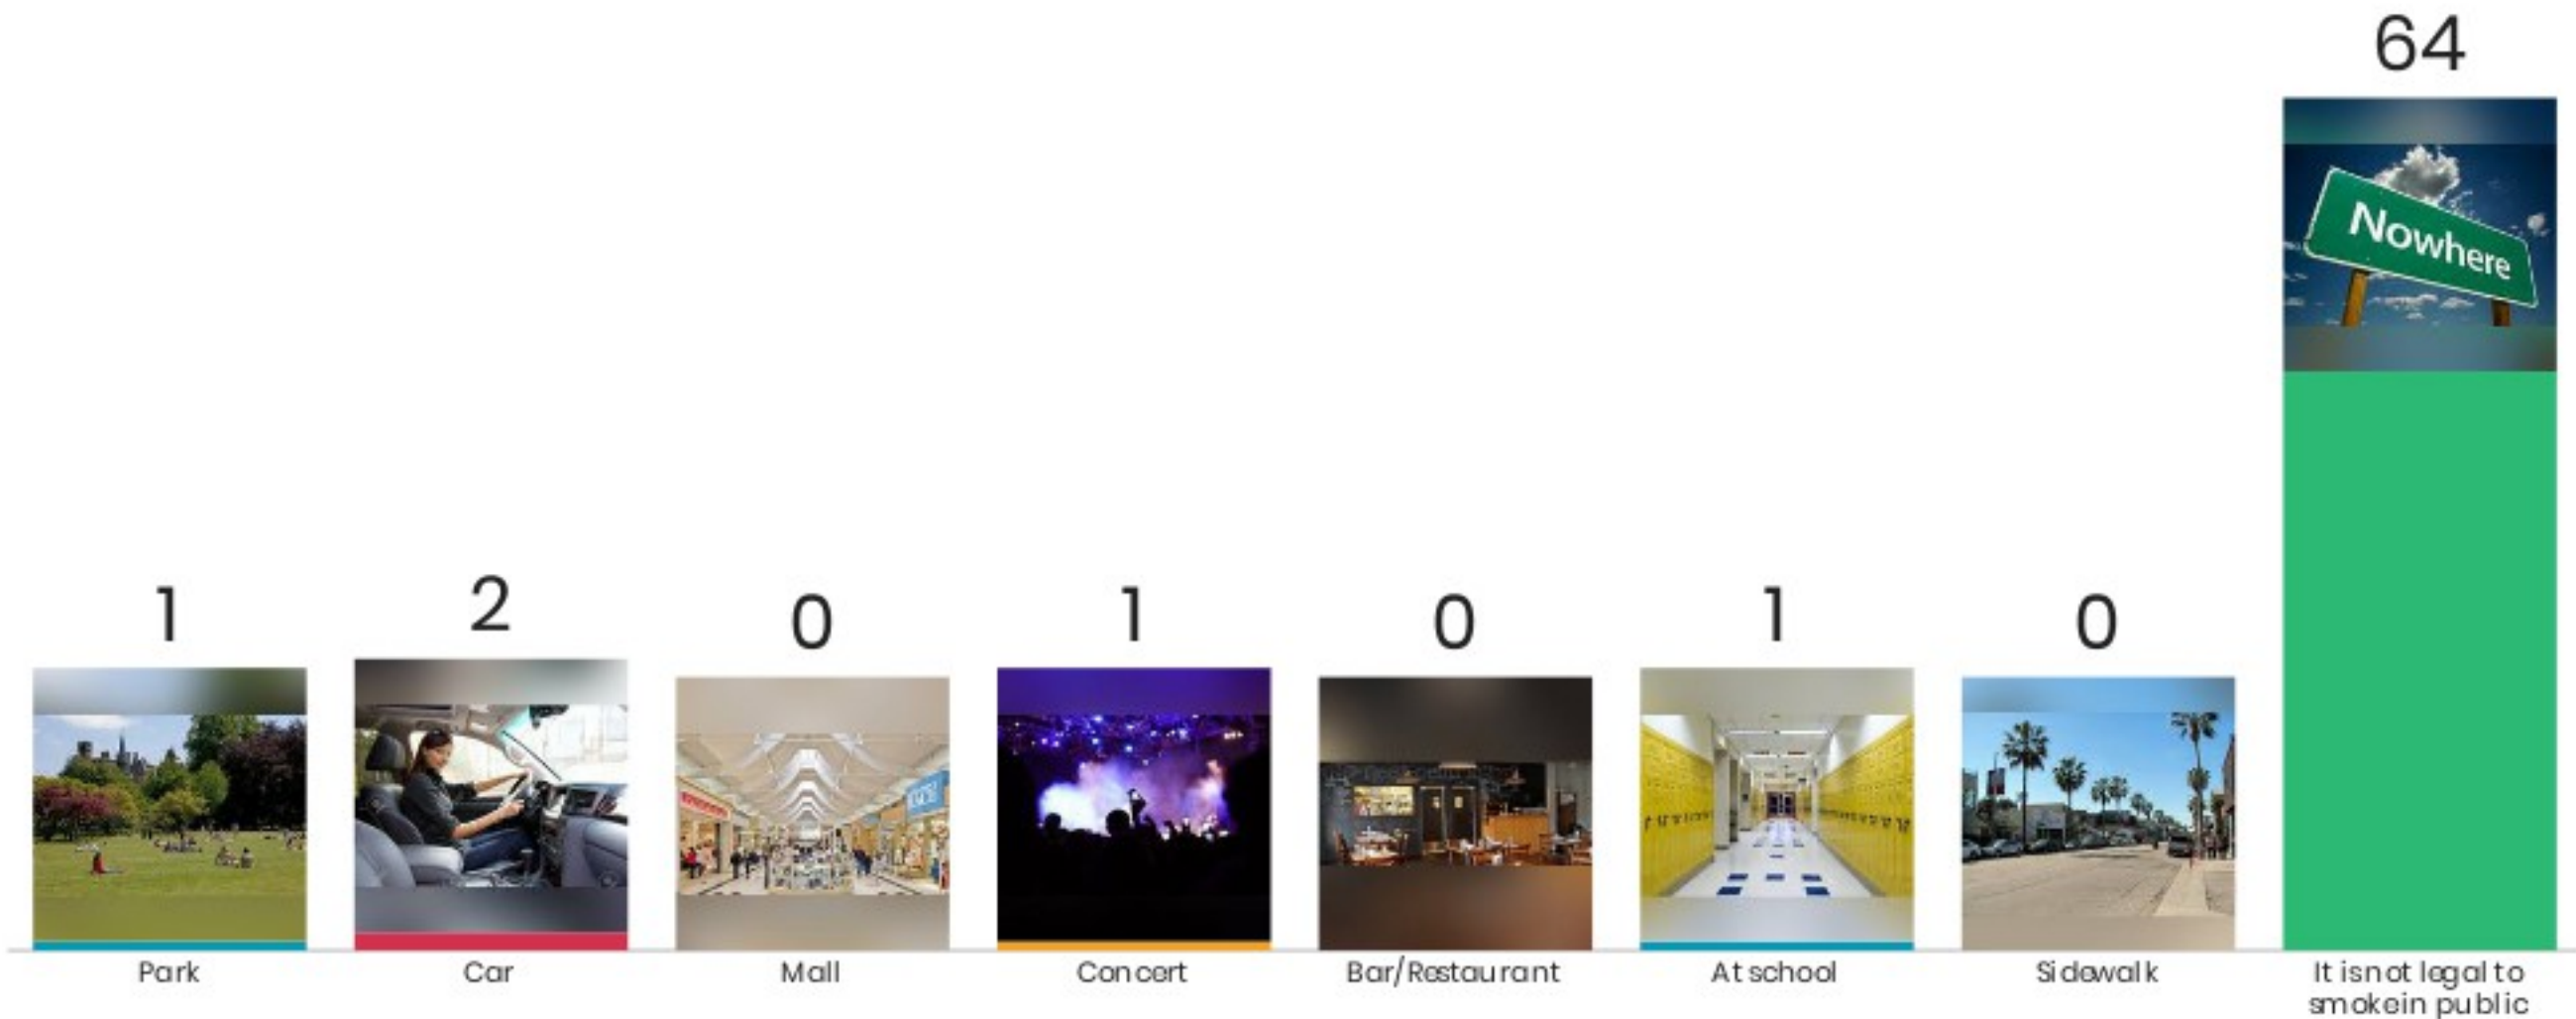 64
Nowhere
1
2
0
1
0
1
0
Park
Car
Mall
Concert
Bar/Restaurant
At school
Sidewalk
It is not legal to
smoke in public